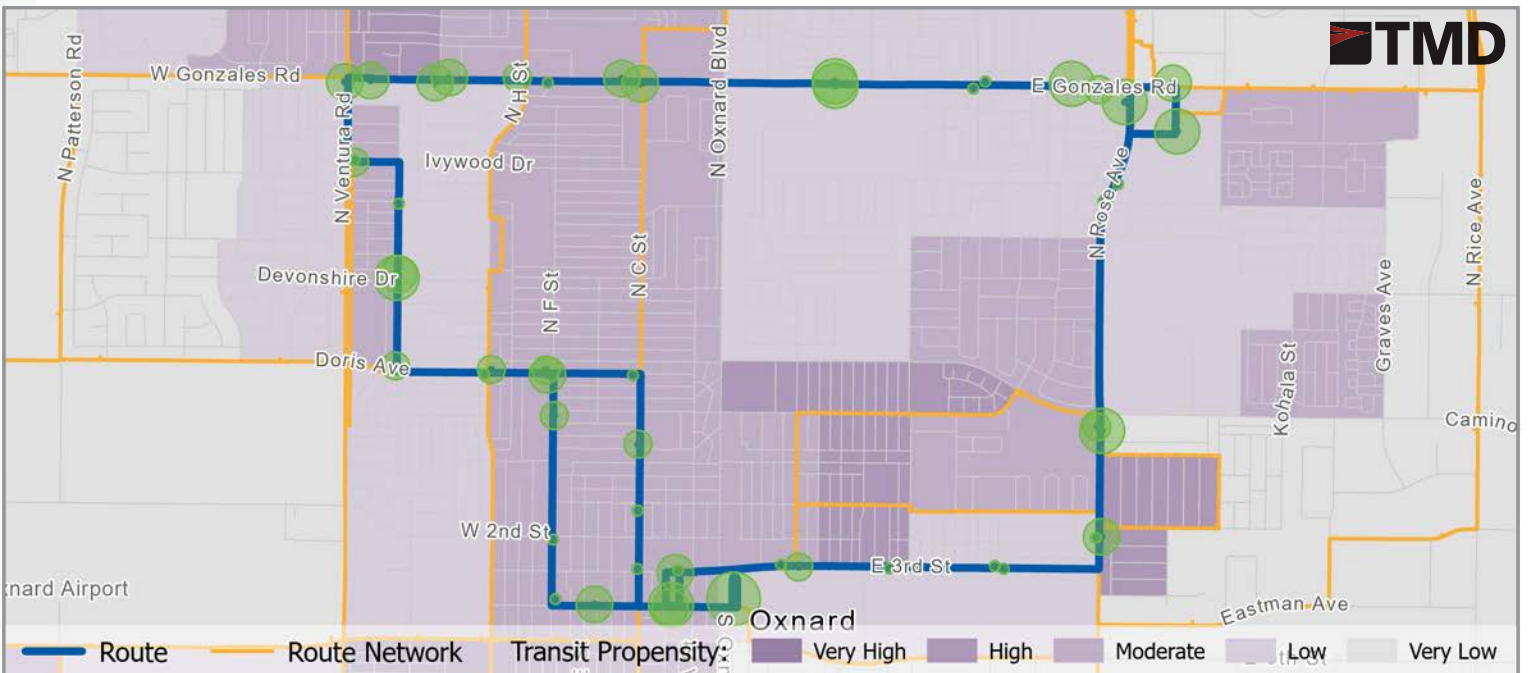 TMD
N Patterson Rd
W Gonzales Rd
N Ventura Rd
N H St
Ivywood Dr
N Oxnard Blvd
E Gonzales Rd
N Rose Ave
N Rice Ave
Devonshire Dr
N F St
N C St
Graves Ave
Doris Ave
Kohala St
Camino
W 2nd St
E 3rd St
nard Airport
Eastman Ave
Oxnard
Route
Route Network
Transit Propensity:
Very High
High
Moderate
Low
Very Low